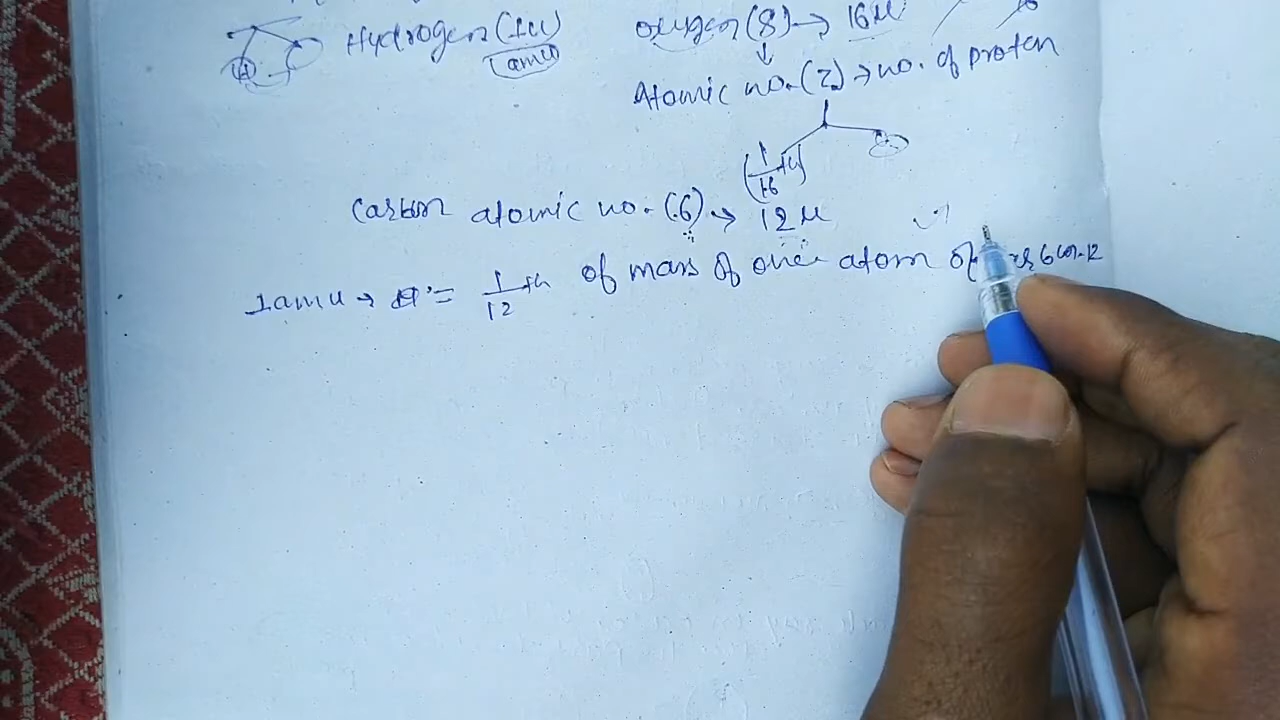 Hydrogen (1u) oxygen (8) → 16u
amu ↓
Atomic no. (Z) → no. of proton
(1/16 th)
Carbon atomic no. (6) → 12u
1amu → = 1/12 th of mass of one atom of 12